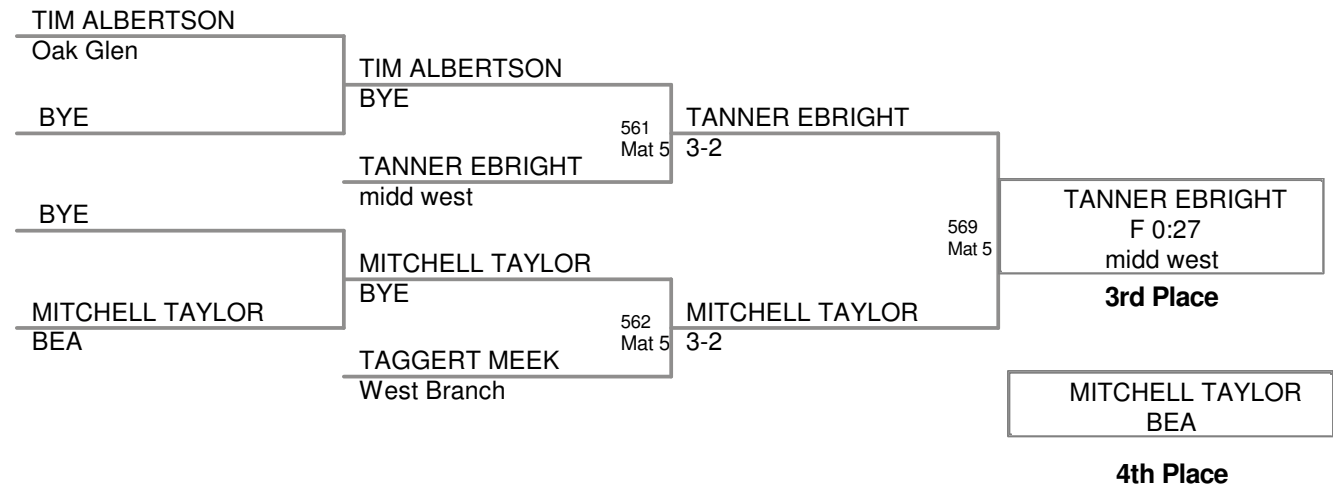 TIM ALBERTSON
Oak Glen
BYE
BYE
MITCHELL TAYLOR
BEA
TIM ALBERTSON
BYE
561
Mat 5
TANNER EBRIGHT
midd west
MITCHELL TAYLOR
BYE
562
Mat 5
TAGGERT MEEK
West Branch
TANNER EBRIGHT
3-2
569
Mat 5
MITCHELL TAYLOR
3-2
TANNER EBRIGHT
F 0:27
midd west
3rd Place
MITCHELL TAYLOR
BEA
4th Place